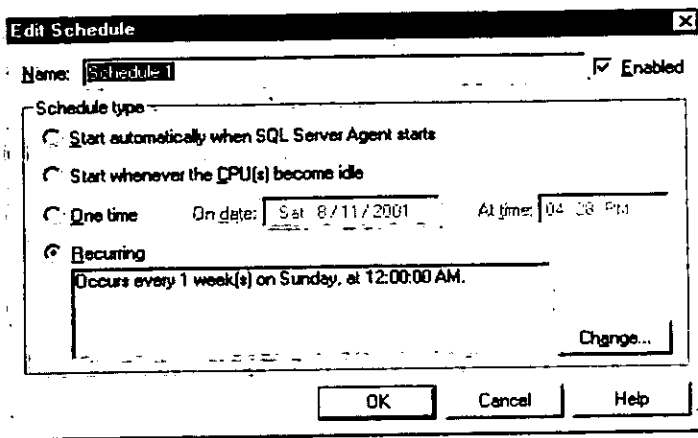 Edit Schedule
Name: Schedule 1
Enabled
Schedule type
Start automatically when SQL Server Agent starts
Start whenever the CPU(s) become idle
One time On date: Sat 8/11/2001 At time: PM
Recurring
Occurs every 1 week(s) on Sunday, at 12:00:00 AM.
Change...
OK Cancel Help